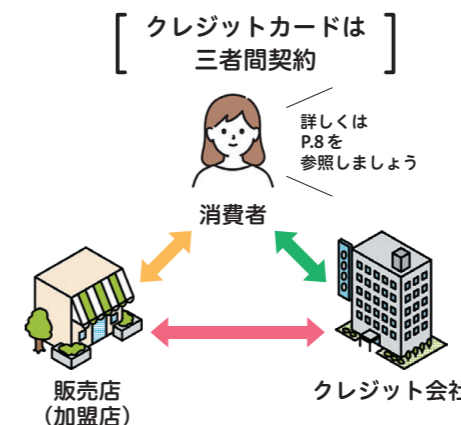 クレジットカードは
三者間契約
詳しくは
P.8を
参照しましょう
消費者
販売店
（加盟店）
クレジット会社